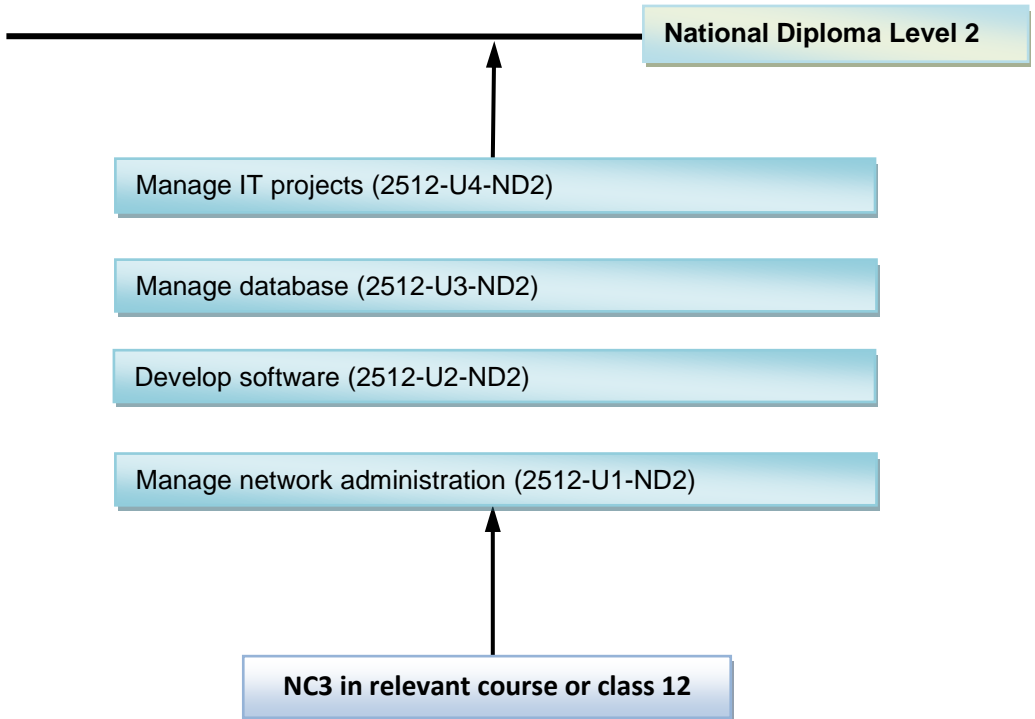 National Diploma Level 2
Manage IT projects (2512-U4-ND2)
Manage database (2512-U3-ND2)
Develop software (2512-U2-ND2)
Manage network administration (2512-U1-ND2)
NC3 in relevant course or class 12